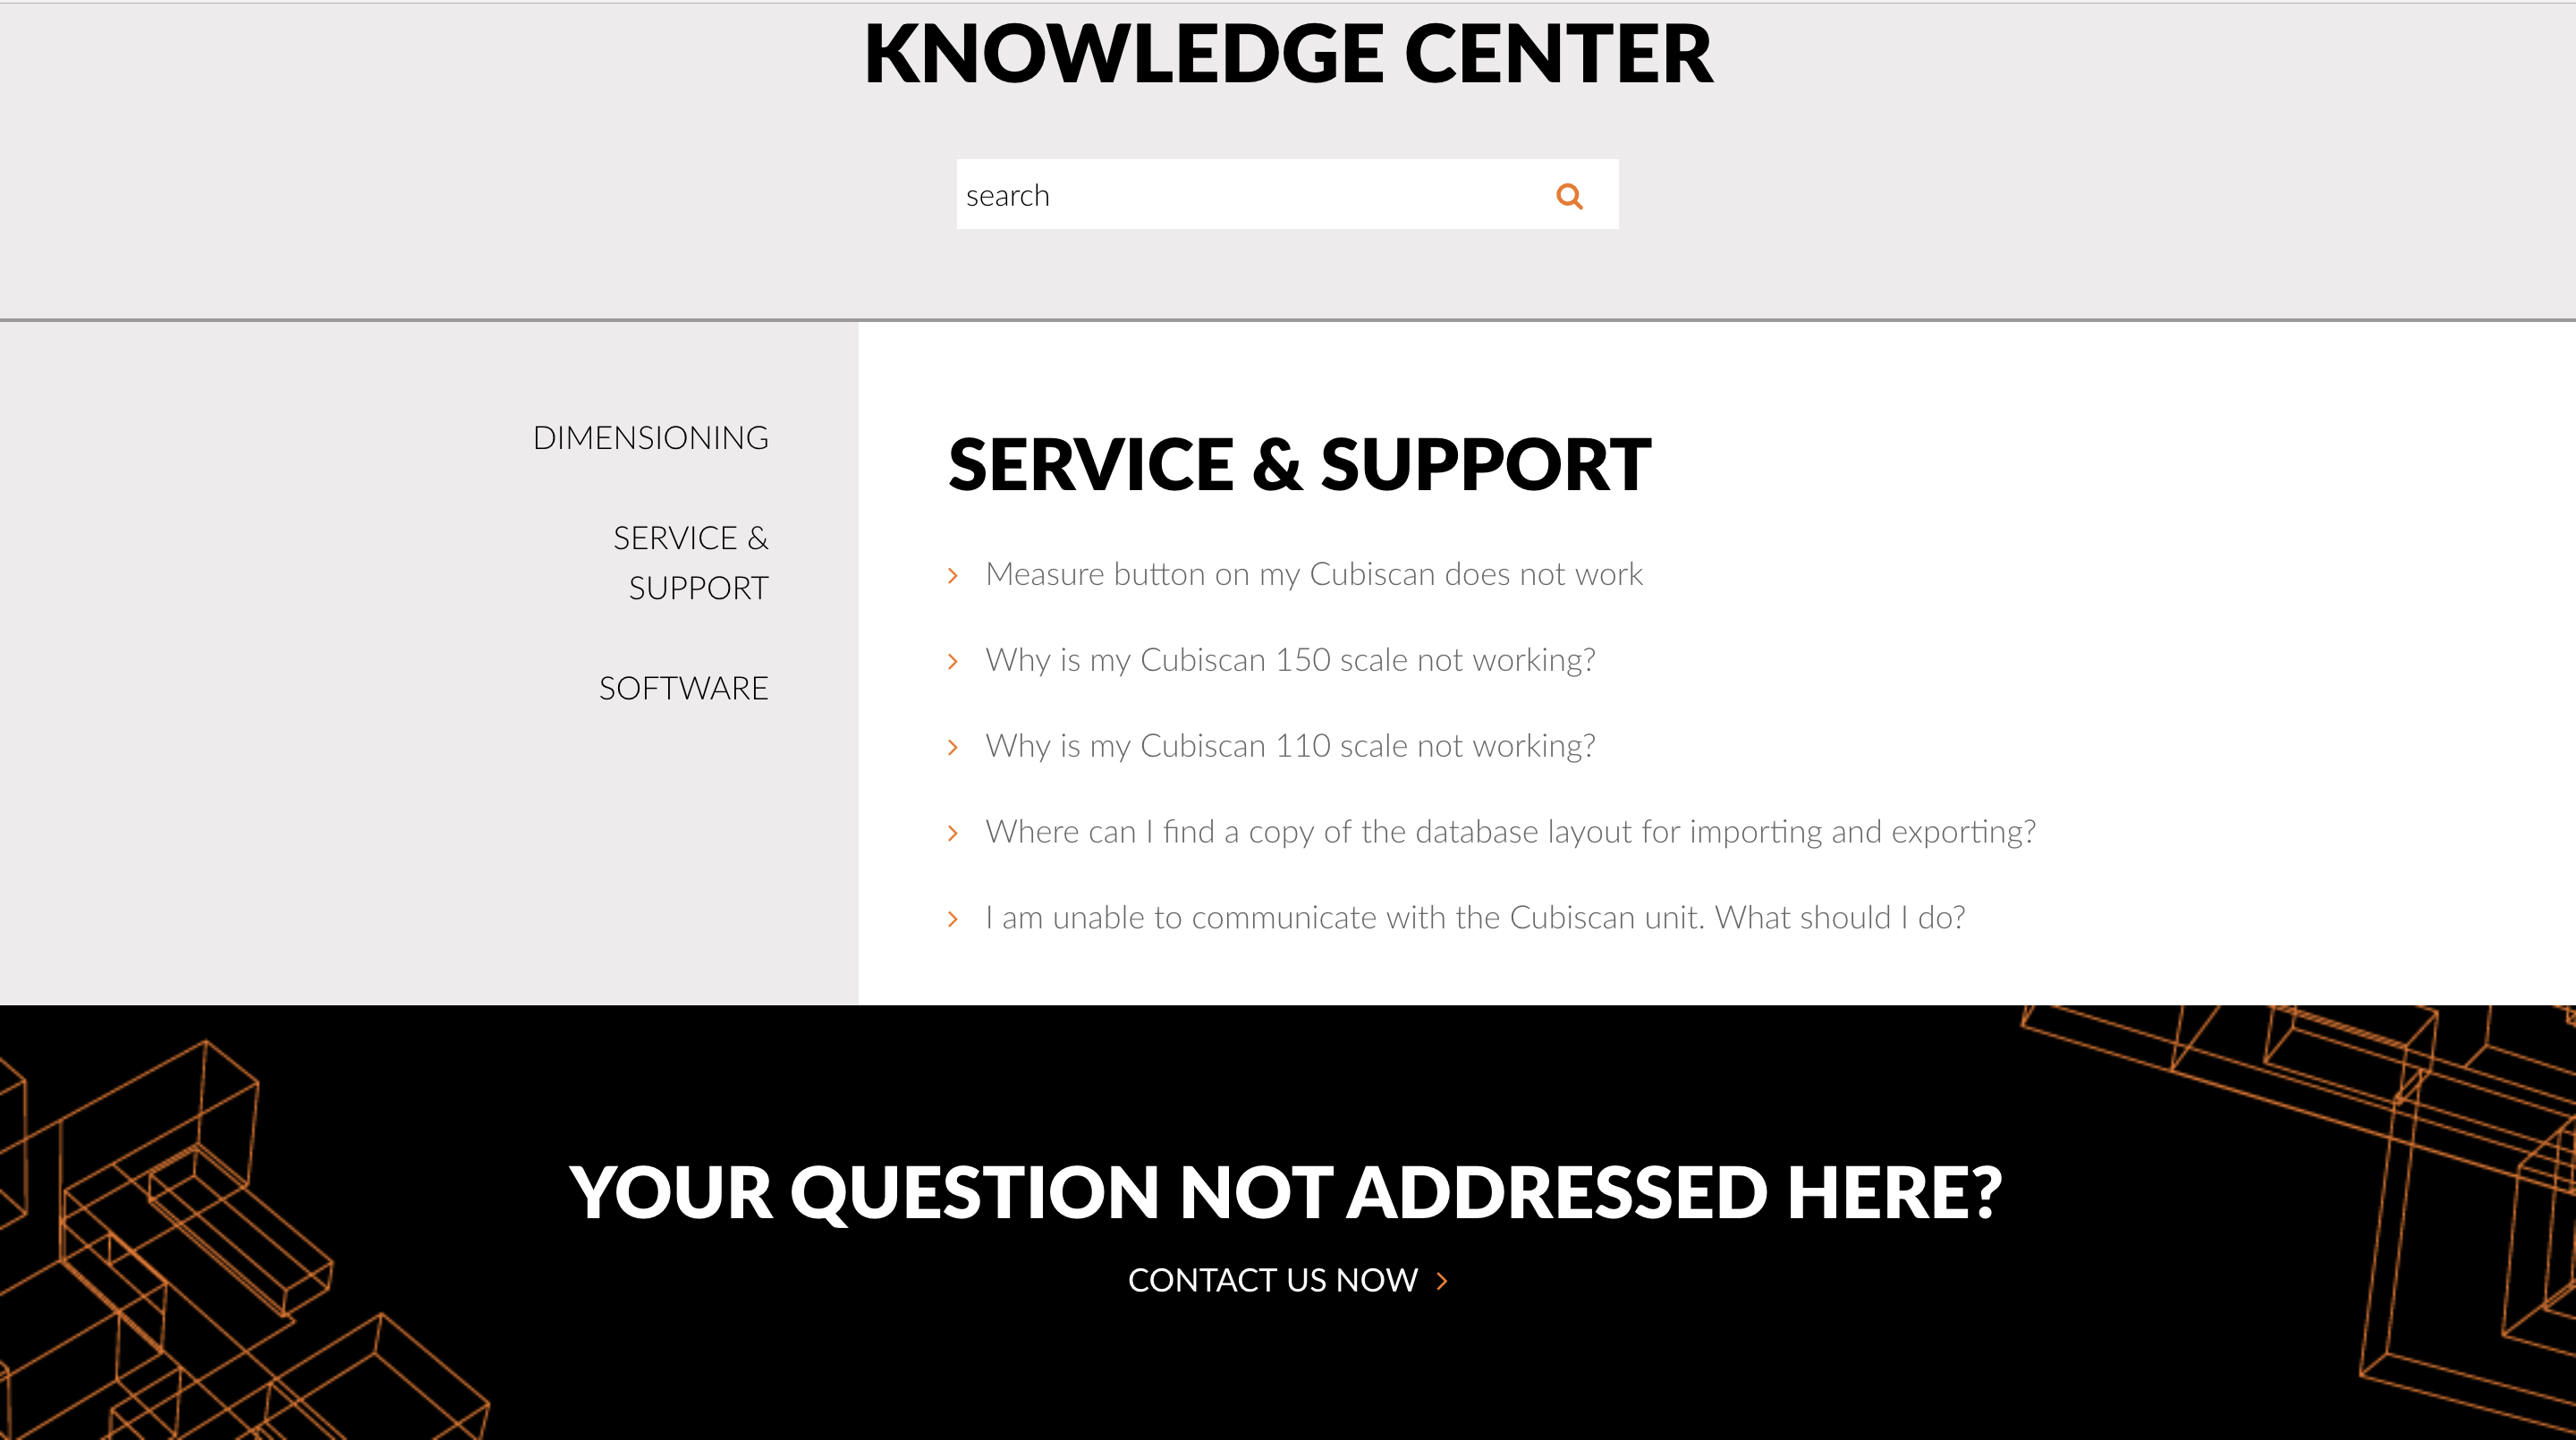 KNOWLEDGE CENTER
search
DIMENSIONING
SERVICE &
SUPPORT
SOFTWARE
SERVICE & SUPPORT
Measure button on my Cubiscan does not work
Why is my Cubiscan 150 scale not working?
Why is my Cubiscan 110 scale not working?
Where can I find a copy of the database layout for importing and exporting?
I am unable to communicate with the Cubiscan unit. What should I do?
YOUR QUESTION NOT ADDRESSED HERE?
CONTACT US NOW